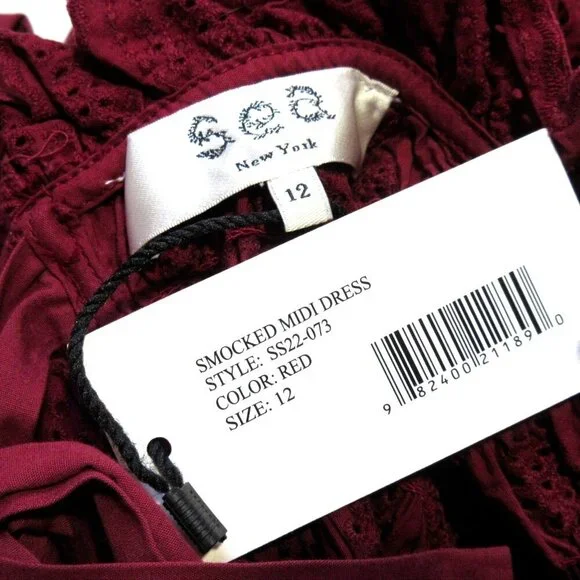 SEA
New York
12
SMOCKED MIDI DRESS
STYLE: SS22-073
COLOR: RED
SIZE: 12
9 82400 21189 0